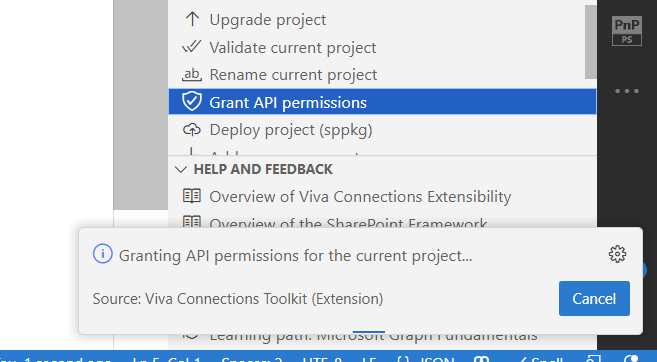 Upgrade project
PnP
PS
Validate current project
Rename current project
Grant API permissions
Deploy project (sppkg)
HELP AND FEEDBACK
Overview of Viva Connections Extensibility
Overview of the SharePoint Framework
Granting API permissions for the current project...
Source: Viva Connections Toolkit (Extension)
Cancel
Learning path: Microsoft Graph Fundamentals
You, 1 second ago Ln 5, Col 1 Spaces: 2 UTF-8 LF {} JSON Spell